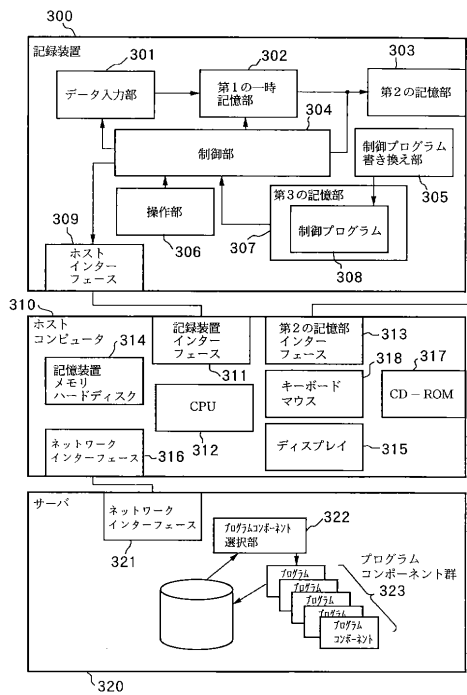 300
記録装置
301
データ入力部
302
第1の一時
記憶部
303
第2の記憶部
304
制御部
制御プログラム
書き換え部
305
操作部
306
第3の記憶部
307
制御プログラム
308
309
ホスト
インター
フェース
310
ホスト
コンピュータ
314
記憶装置
メモリ
ハードディスク
記録装置
インター
フェース
311
第2の記憶部
インター
フェース
313
318
317
CPU
312
キーボード
マウス
CD-ROM
ネットワーク
インターフェース
316
ディスプレイ
315
サーバ
ネットワーク
インターフェース
321
プログラムコンポーネント
選択部
322
プログラム
コンポーネント群
323
プログラム
プログラム
プログラム
プログラム
プログラム
コンポーネント
320